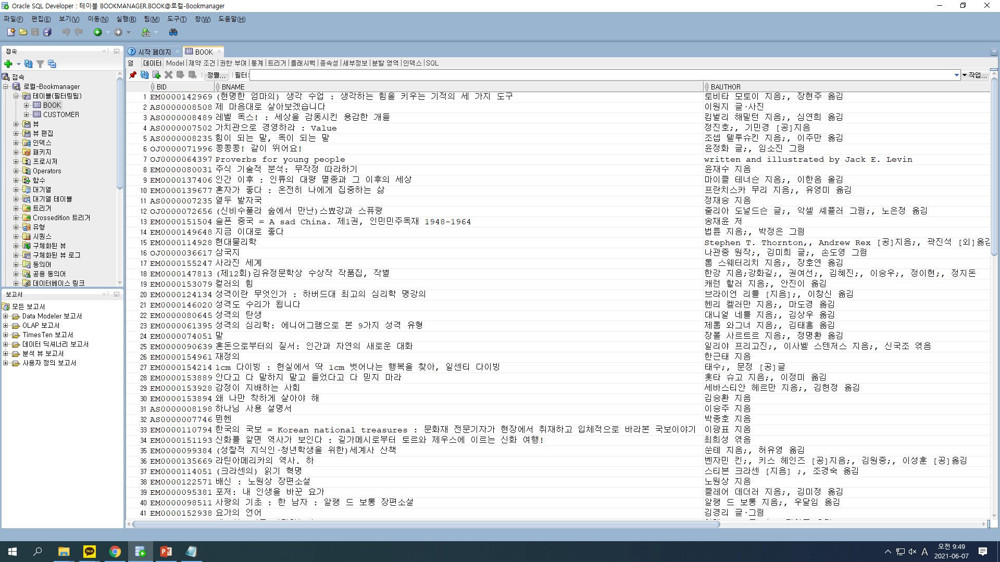 Oracle SQL Developer : 테이블 BOOKMANAGER.BOOK@로컬-Bookmanager
파일(F) 편집(E) 보기(V) 이동(N) 실행(R) 팀(M) 도구(T) 창(W) 도움말(H)
접속
시작 페이지 BOOK
열 데이터 Model 제약 조건 권한 부여 통계 트리거 플래시백 종속성 세부정보 분할 영역 인덱스 SQL
정렬... 필터: 작업...
접속
로컬-Bookmanager
테이블(필터링됨)
BOOK
CUSTOMER
뷰
뷰 편집
인덱스
패키지
프로시저
Operators
함수
대기열
대기열 테이블
트리거
Crossedition 트리거
유형
시퀀스
구체화된 뷰
구체화된 뷰 로그
동의어
공용 동의어
데이터베이스 링크
보고서
모든 보고서
Data Modeler 보고서
OLAP 보고서
TimesTen 보고서
데이터 딕셔너리 보고서
분석 뷰 보고서
사용자 정의 보고서
BID BNAME BAUTHOR
1 EM0000142969 (현명한 엄마의) 생각 수업 : 생각하는 힘을 키우는 기적의 세 가지 도구 토비타 모토이 지음;, 장현주 옮김
2 AS0000008508 제 마음대로 살아보겠습니다 이원지 글·사진
3 AS0000008489 레벨 독스! : 세상을 감동시킨 용감한 개들 킴벌리 해밀턴 지음;, 심연희 옮김
4 AS0000007502 가치관으로 경영하라 : Value 정진호;, 기민경 [공]지음
5 AS0000008235 힘이 되는 말, 독이 되는 말 조셉 텔루슈킨 지음;, 이주만 옮김
6 OJ0000071996 콩콩콩! 같이 뛰어요! 윤정화 글;, 임소진 그림
7 OJ0000064397 Proverbs for young people written and illustrated by Jack E. Levin
8 EM0000080031 주식 기술적 분석: 무작정 따라하기 윤재수 지음
9 EM0000137406 인간 이후 : 인류의 대량 멸종과 그 이후의 세상 마이클 테너슨 지음;, 이한음 옮김
10 EM0000139677 혼자가 좋다 : 온전히 나에게 집중하는 삶 프란치스카 무리 지음;, 유영미 옮김
11 AS0000007235 열두 발자국 정재승 지음
12 OJ0000072656 (신비수폴라 숲에서 만난)스뾰강과 스퓨랑 줄리아 도널드슨 글;, 악셀 셰플러 그림;, 노은정 옮김
13 EM0000151504 슬픈 중국 = A sad China. 제1권, 인민민주독재 1948-1964 송재윤 저
14 EM0000149648 지금 이대로 좋다 법륜 지음;, 박정은 그림
15 EM0000114928 현대물리학 Stephen T. Thornton,, Andrew Rex [공]지음;, 곽진석 [외]옮김
16 OJ0000036617 삼국지 나관중 원작;, 김미희 글;, 손도영 그림
17 EM0000155247 사라진 세계 톰 스웨터리치 지음;, 장호연 옮김
18 EM0000147813 (제12회)김유정문학상 수상작 작품집, 작별 한강 지음;강화길;, 권여선;, 김혜진;, 이승우;, 정이현;, 정지돈
19 EM0000153079 컬러의 힘 캐런 할러 지음;, 안진이 옮김
20 EM0000124134 성격이란 무엇인가 : 하버드대 최고의 심리학 명강의 브라이언 리틀 [지음];, 이창신 옮김
21 EM0000146020 성격도 수리가 됩니다 헨리 켈러만 지음;, 마도경 옮김
22 EM0000080645 성격의 탄생 대니얼 네틀 지음;, 김상우 옮김
23 EM0000061395 성격의 심리학: 에니어그램으로 본 9가지 성격 유형 제롬 와그너 지음;, 김태흥 옮김
24 EM0000074051 말 장폴 사르트르 지음;, 정명환 옮김
25 EM0000090639 혼돈으로부터의 질서: 인간과 자연의 새로운 대화 일리야 프리고진;, 이사벨 스텐저스 지음;, 신국조 엮음
26 EM0000154961 재정의 한근태 지음
27 EM0000154214 1cm 다이빙 : 현실에서 딱 1cm 벗어나는 행복을 찾아, 일센티 다이빙 태수;, 문정 [공]글
28 EM0000153889 안다고 다 말하지 말고 들었다고 다 믿지 마라 홋타 슈고 지음;, 이정미 옮김
29 EM0000153928 감정이 지배하는 사회 세바스티안 헤르만 지음;, 김현정 옮김
30 EM0000153894 왜 나만 착하게 살아야 해 김승환 지음
31 AS0000008198 하나님 사용 설명서 이승주 지음
32 AS0000007746 뮌헨 박종호 지음
33 EM0000110794 한국의 국보 = Korean national treasures : 문화재 전문기자가 현장에서 취재하고 입체적으로 바라본 국보이야기 이광표 지음
34 EM0000151193 신화를 알면 역사가 보인다 : 길가메시로부터 토르와 제우스에 이르는 신화 여행! 최희성 엮음
35 EM0000099384 (성찰적 지식인·청년학생을 위한)세계사 산책 쑨테 지음;, 허유영 옮김
36 EM0000135669 라틴아메리카의 역사. 하 벤자민 킨;, 키스 헤인즈 [공]지음;, 김원중;, 이성훈 [공]옮김
37 EM0000114051 (크라센의) 읽기 혁명 스티븐 크라센 [지음] ;, 조경숙 옮김
38 EM0000122571 배신 : 노원상 장편소설 노원상 지음
39 EM0000095381 포저: 내 인생을 바꾼 요가 클레어 데더러 지음;, 김미정 옮김
40 EM0000098511 사랑의 기초 : 한 남자 : 알랭 드 보통 장편소설 알랭 드 보통 지음;, 우달임 옮김
41 EM0000152938 요가의 언어 김경리 글·그림
TALK
A
오전 9:49
2021-06-07